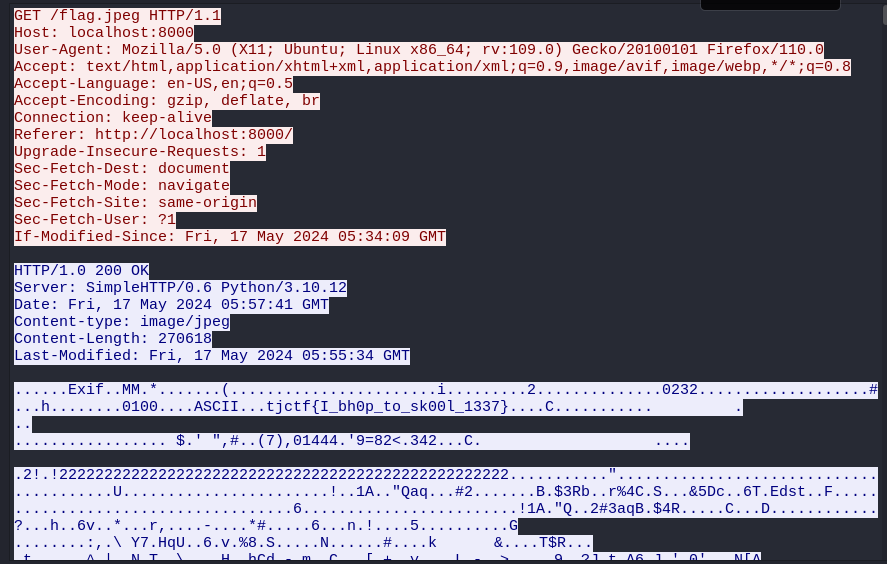 GET /flag.jpeg HTTP/1.1
Host: localhost:8000
User-Agent: Mozilla/5.0 (X11; Ubuntu; Linux x86_64; rv:109.0) Gecko/20100101 Firefox/110.0
Accept: text/html,application/xhtml+xml,application/xml;q=0.9,image/avif,image/webp,*/*;q=0.8
Accept-Language: en-US,en;q=0.5
Accept-Encoding: gzip, deflate, br
Connection: keep-alive
Referer: http://localhost:8000/
Upgrade-Insecure-Requests: 1
Sec-Fetch-Dest: document
Sec-Fetch-Mode: navigate
Sec-Fetch-Site: same-origin
Sec-Fetch-User: ?1
If-Modified-Since: Fri, 17 May 2024 05:34:09 GMT
HTTP/1.0 200 OK
Server: SimpleHTTP/0.6 Python/3.10.12
Date: Fri, 17 May 2024 05:57:41 GMT
Content-type: image/jpeg
Content-Length: 270618
Last-Modified: Fri, 17 May 2024 05:55:34 GMT
......Exif..MM.*.......(.......................i.........2..............0232...................#
...h........0100....ASCII...tjctf{I_bh0p_to_sk00l_1337}....C........... .
..
................. $.' ",#..(7),01444.'9=82<.342...C. ....
.2!.!22222222222222222222222222222222222222222222222222..........."............................
...........U.......................!..1A.."Qaq...#2.......B.$3Rb..r%4C.S...&5Dc..6T.Edst..F.....
...............................6........................!1A."Q..2#3aqB.$4R.....C...D............
?...h..6v..*...r,....-....*#.....6...n.!....5..........G
........:,.\ Y7.HqU..6.v.%8.S.....N......#....k &....T$R...